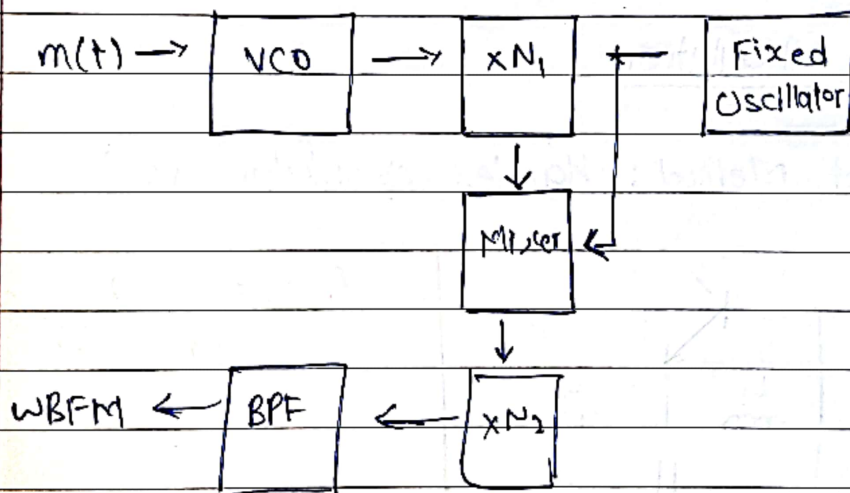 m(t) → VCO → xN₁ ← Fixed
Oscillator
Mixer
WBFM ← BPF ← xN₂